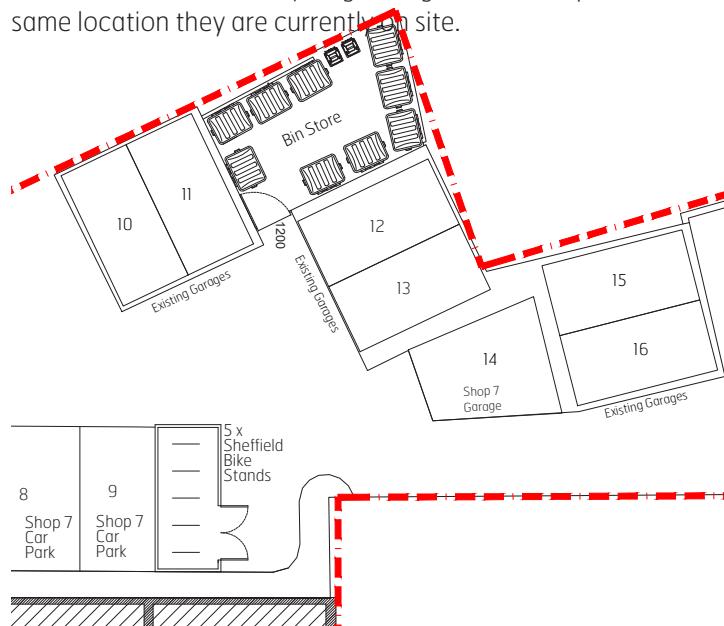 same location they are currently on site.
Bin Store
11
10
1200
12
Existing Garages
13
Existing Garages
15
14
16
Shop 7
Garage
Existing Garages
5 x
Sheffield
Bike
Stands
8
9
Shop 7
Car
Park
Shop 7
Car
Park